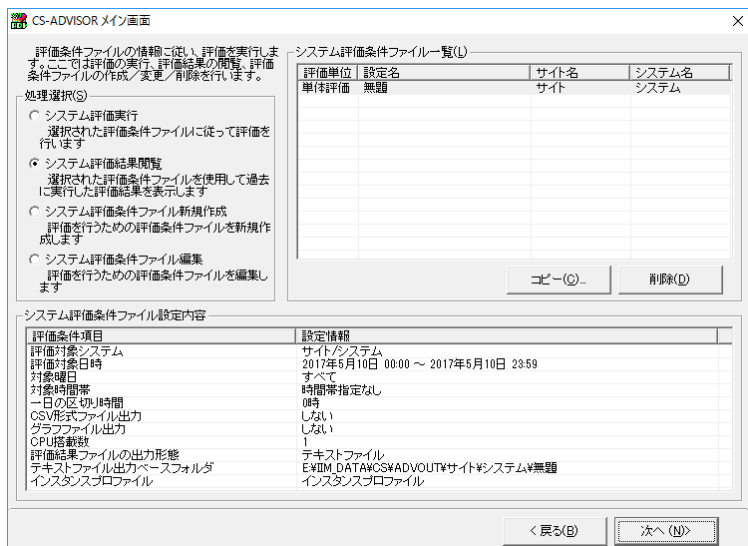 CS-ADVISOR メイン画面
評価条件ファイルの情報に従い、評価を実行しま
す。ここでは評価の実行、評価結果の閲覧、評価
条件ファイルの作成／変更／削除を行います。
処理選択(S)
システム評価実行
選択された評価条件ファイルに従って評価を
行います
システム評価結果閲覧
選択された評価条件ファイルを使用して過去
に実行した評価結果を表示します
システム評価条件ファイル新規作成
評価を行うための評価条件ファイルを新規作
成します
システム評価条件ファイル編集
評価を行うための評価条件ファイルを編集し
ます
システム評価条件ファイル一覧(L)
評価単位 設定名 サイト名 システム名
単体評価 無題 サイト システム
コピー(C)... 削除(D)
システム評価条件ファイル設定内容
評価条件項目 設定情報
評価対象システム サイト/システム
評価対象日時 2017年5月10日 00:00 ～ 2017年5月10日 23:59
対象曜日 すべて
対象時間帯 時間帯指定なし
一日の区切り時間 0時
CSV形式ファイル出力 しない
グラフファイル出力 しない
CPU搭載数 1
評価結果ファイルの出力形態 テキストファイル
テキストファイル出力ベースフォルダ E:¥IIM_DATA¥CS¥ADVOUT¥サイト¥システム¥無題
インスタンスプロファイル インスタンスプロファイル
< 戻る(B) 次へ (N)>